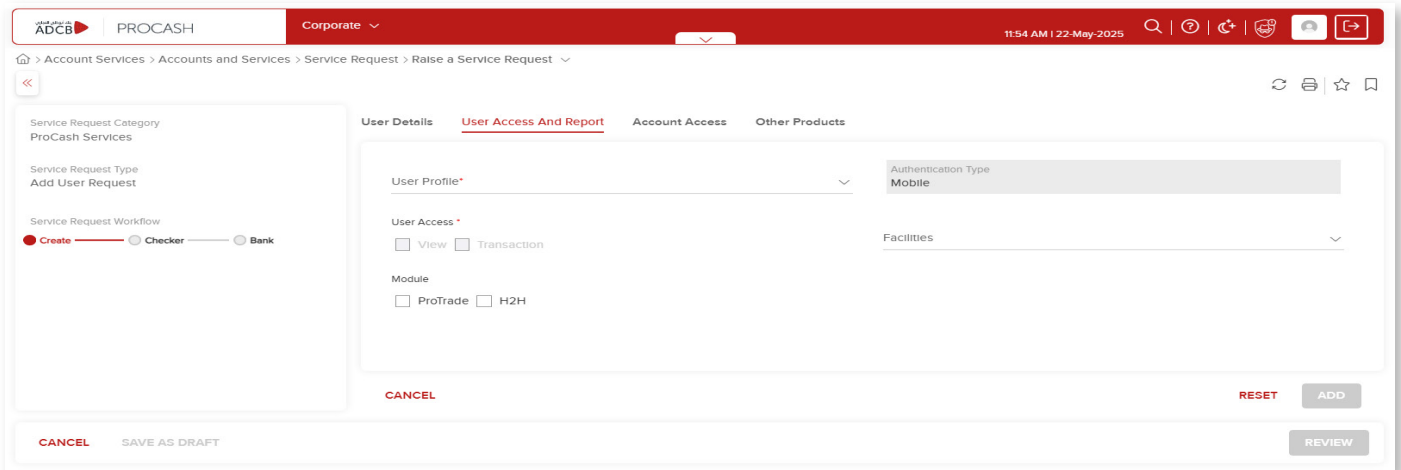 بنك أبوظبي التجاري
ADCB
PROCASH
Corporate
11:54 AM | 22-May-2025
> Account Services > Accounts and Services > Service Request > Raise a Service Request
Service Request Category
ProCash Services
Service Request Type
Add User Request
Service Request Workflow
Create
Checker
Bank
User Details
User Access And Report
Account Access
Other Products
User Profile*
Authentication Type
Mobile
User Access *
View
Transaction
Facilities
Module
ProTrade
H2H
CANCEL
RESET
ADD
CANCEL
SAVE AS DRAFT
REVIEW